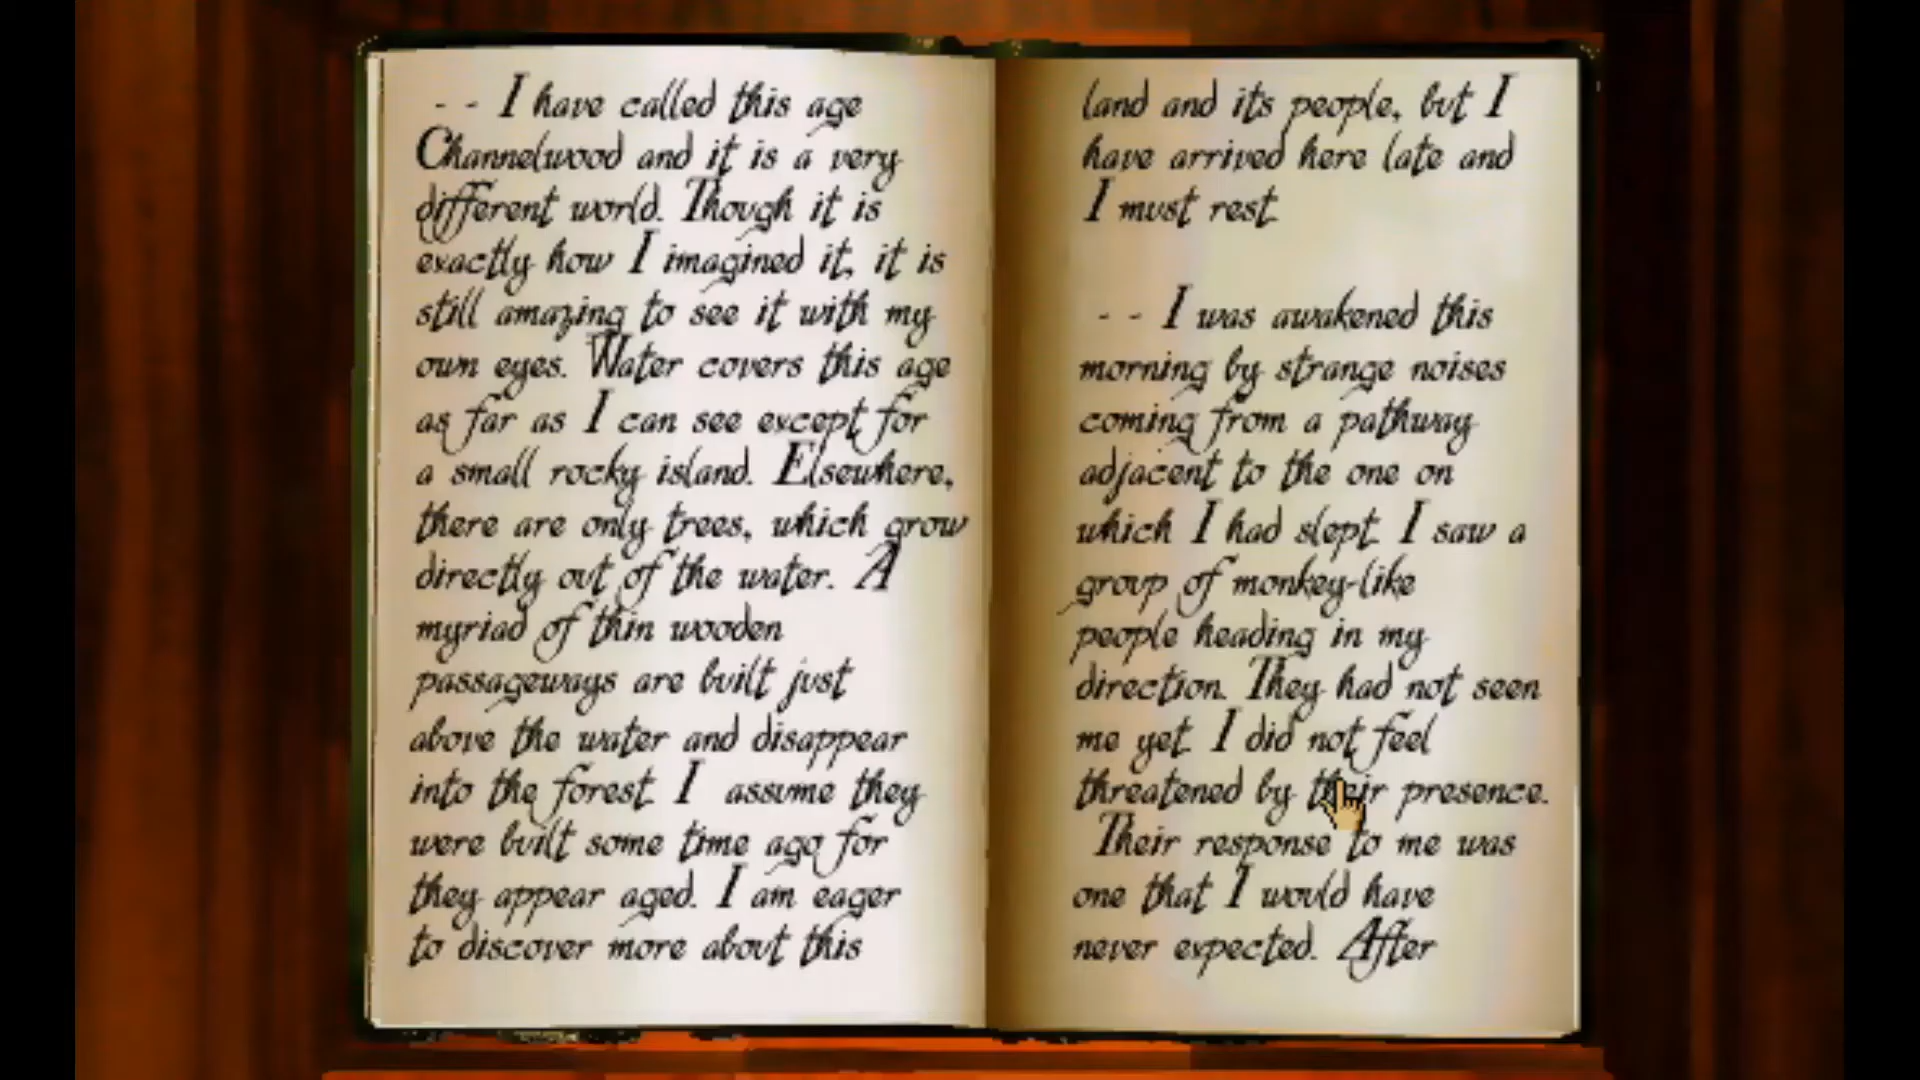 -- I have called this age
Channelwood and it is a very
different world. Though it is
exactly how I imagined it, it is
still amazing to see it with my
own eyes. Water covers this age
as far as I can see except for
a small rocky island. Elsewhere,
there are only trees, which grow
directly out of the water. A
myriad of thin wooden
passageways are built just
above the water and disappear
into the forest. I assume they
were built some time ago for
they appear aged. I am eager
to discover more about this
land and its people, but I
have arrived here late and
I must rest.
-- I was awakened this
morning by strange noises
coming from a pathway
adjacent to the one on
which I had slept. I saw a
group of monkey-like
people heading in my
direction. They had not seen
me yet. I did not feel
threatened by their presence.
Their response to me was
one that I would have
never expected. After